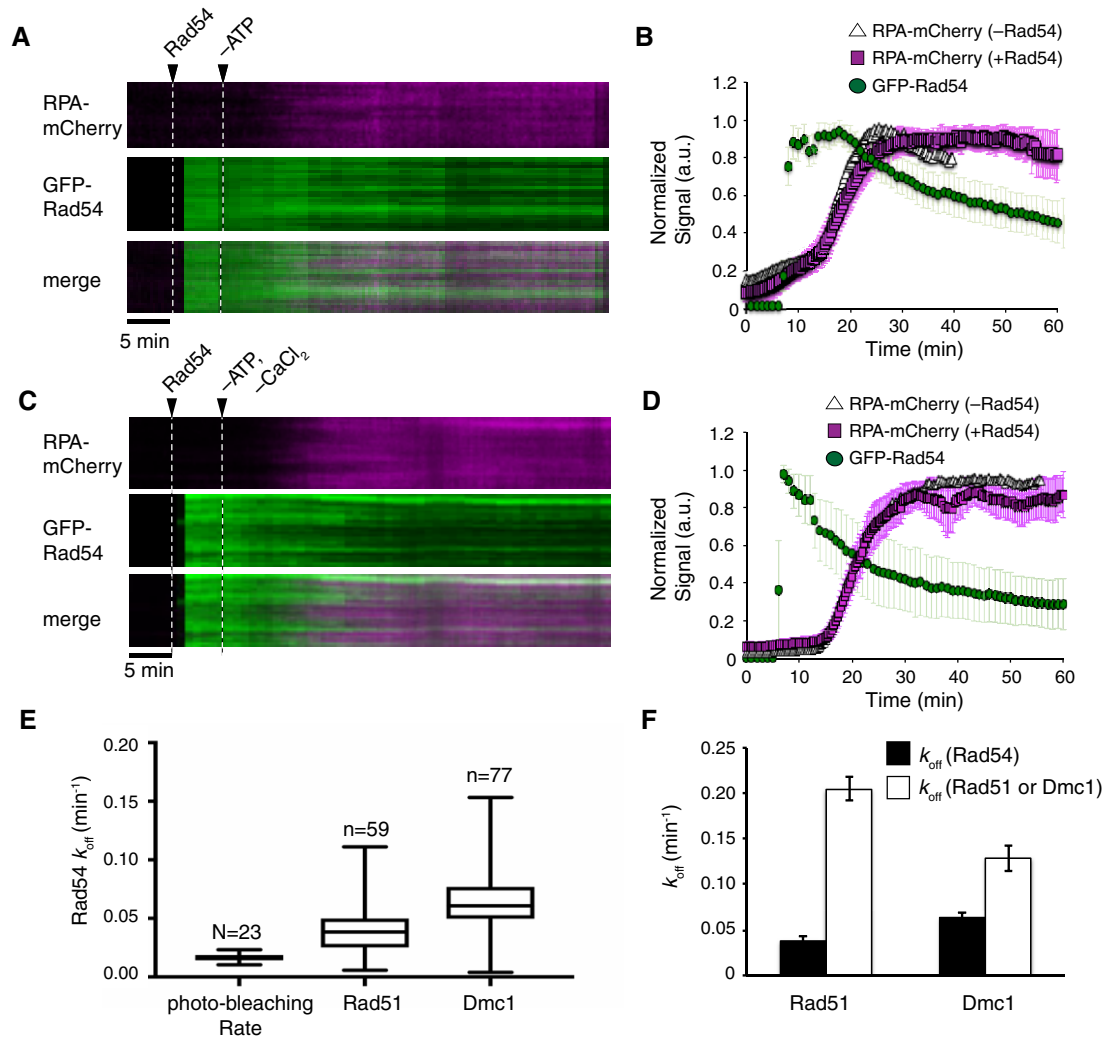 A
Rad54
–ATP
RPA-
mCherry
GFP-
Rad54
merge
5 min
B
RPA-mCherry (–Rad54)
RPA-mCherry (+Rad54)
GFP-Rad54
Normalized
Signal (a.u.)
1.2
1.0
0.8
0.6
0.4
0.2
0
0
10
20
30
40
50
60
Time (min)
C
Rad54
–ATP,
–CaCl2
RPA-
mCherry
GFP-
Rad54
merge
5 min
D
RPA-mCherry (–Rad54)
RPA-mCherry (+Rad54)
GFP-Rad54
Normalized
Signal (a.u.)
1.2
1.0
0.8
0.6
0.4
0.2
0
0
10
20
30
40
50
60
Time (min)
E
Rad54 koff (min-1)
0.20
0.15
0.10
0.05
0.00
N=23
n=59
n=77
photo-bleaching
Rate
Rad51
Dmc1
F
koff (Rad54)
koff (Rad51 or Dmc1)
koff (min-1)
0.25
0.20
0.15
0.10
0.05
0
Rad51
Dmc1